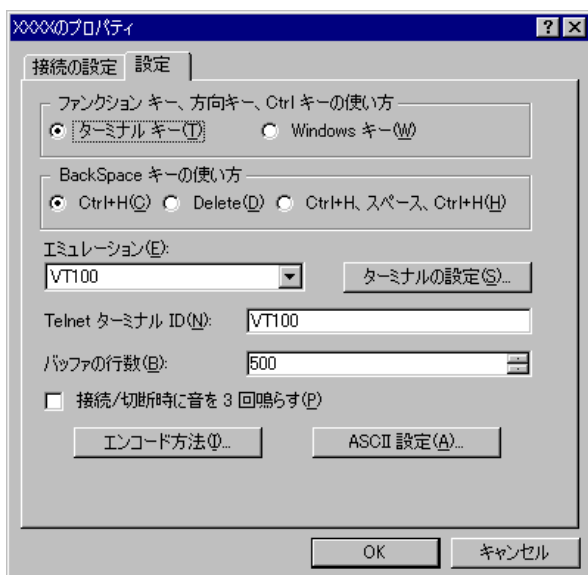 XXXXのプロパティ
接続の設定 設定
ファンクション キー、方向キー、Ctrl キーの使い方
ターミナル キー(T) Windows キー(W)
BackSpace キーの使い方
Ctrl+H(C) Delete(D) Ctrl+H、スペース、Ctrl+H(H)
エミュレーション(E):
VT100 ターミナルの設定(S)...
Telnet ターミナル ID(N): VT100
バッファの行数(B): 500
接続/切断時に音を 3 回鳴らす(P)
エンコード方法(I)... ASCII 設定(A)...
OK キャンセル